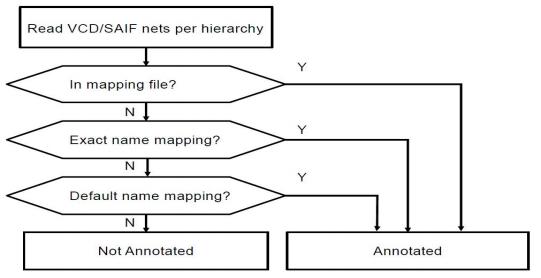 Read VCD/SAIF nets per hierarchy
Y
In mapping file?
N
Y
Exact name mapping?
N
Y
Default name mapping?
N
Not Annotated
Annotated